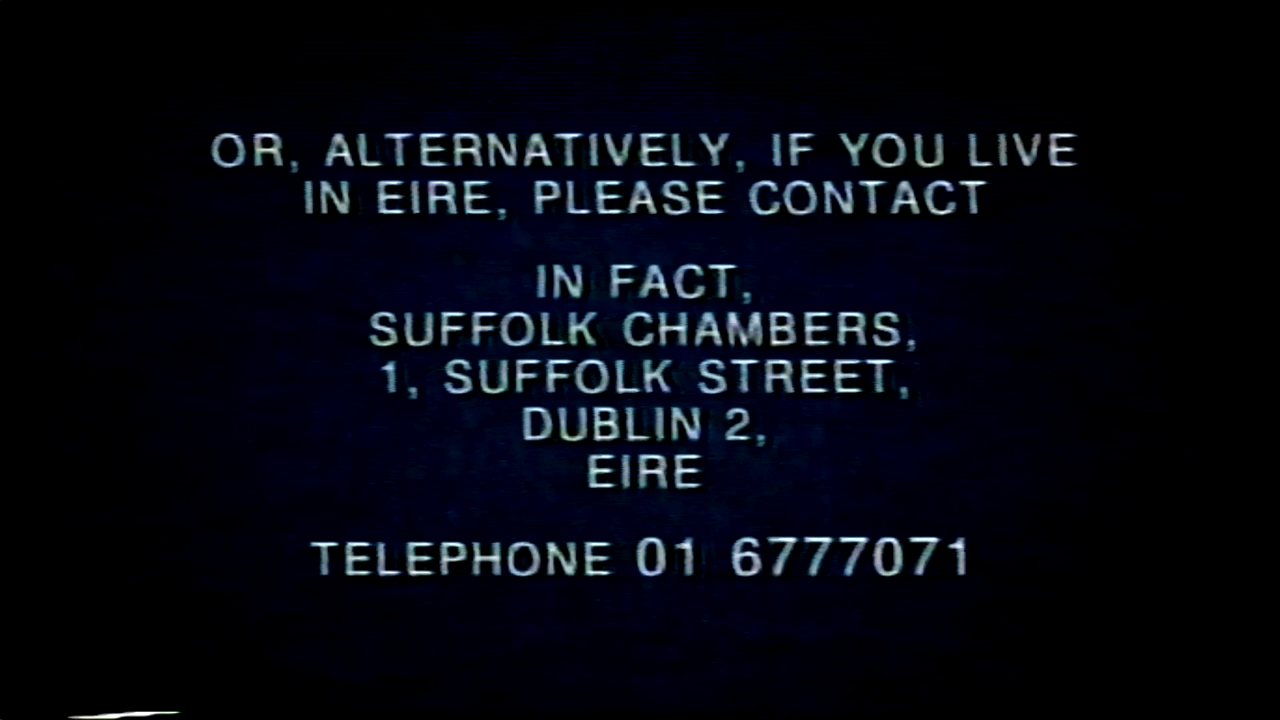 OR, ALTERNATIVELY, IF YOU LIVE
IN EIRE, PLEASE CONTACT
IN FACT,
SUFFOLK CHAMBERS,
1, SUFFOLK STREET,
DUBLIN 2,
EIRE
TELEPHONE 01 6777071